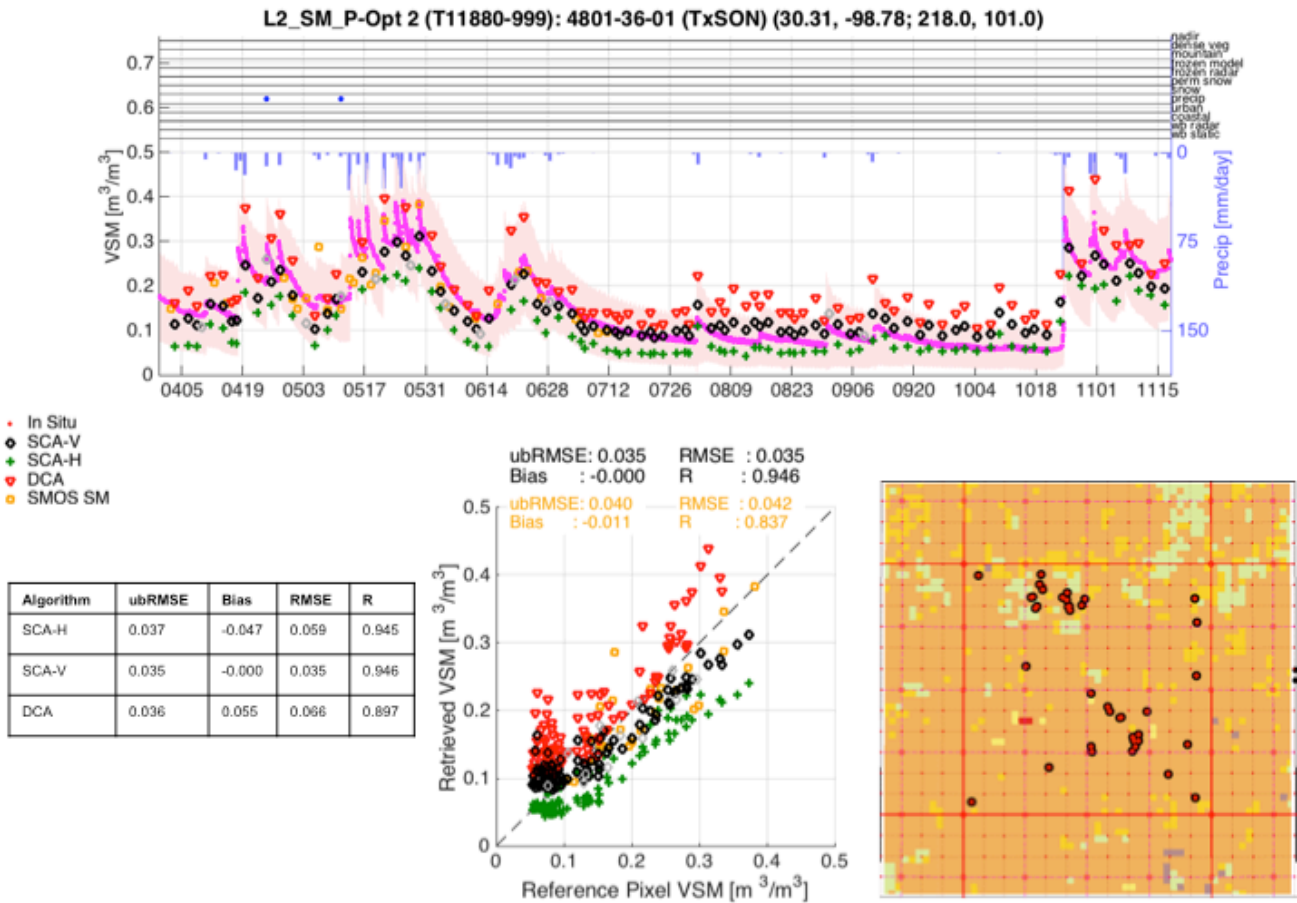 L2_SM_P-Opt 2 (T11880-999): 4801-36-01 (TxSON) (30.31, -98.78; 218.0, 101.0)
nadir
dense veg
mountain
frozen model
frozen radar
perm snow
snow
precip
urban
coastal
wb radar
wb static
0.7
0.6
0.5
0.4
0.3
0.2
0.1
0
VSM [m³/m³]
0
75
150
Precip [mm/day]
0405 0419 0503 0517 0531 0614 0628 0712 0726 0809 0823 0906 0920 1004 1018 1101 1115
In Situ
SCA-V
SCA-H
DCA
SMOS SM
ubRMSE: 0.035 RMSE : 0.035
Bias : -0.000 R : 0.946
ubRMSE: 0.040 RMSE : 0.042
Bias : -0.011 R : 0.837
Algorithm ubRMSE Bias RMSE R
SCA-H 0.037 -0.047 0.059 0.945
SCA-V 0.035 -0.000 0.035 0.946
DCA 0.036 0.055 0.066 0.897
0.5
0.4
0.3
0.2
0.1
0
Retrieved VSM [m ³/m³]
0 0.1 0.2 0.3 0.4 0.5
Reference Pixel VSM [m ³/m³]